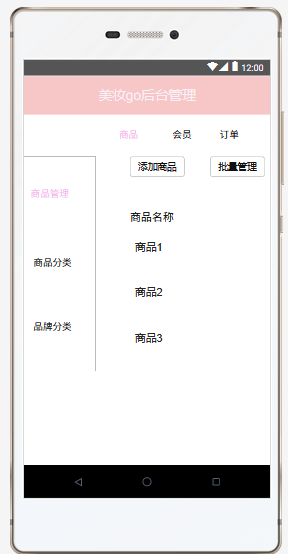 12:00
美妆go后台管理
商品 会员 订单
添加商品 批量管理
商品管理
商品名称
商品1
商品分类
商品2
品牌分类
商品3